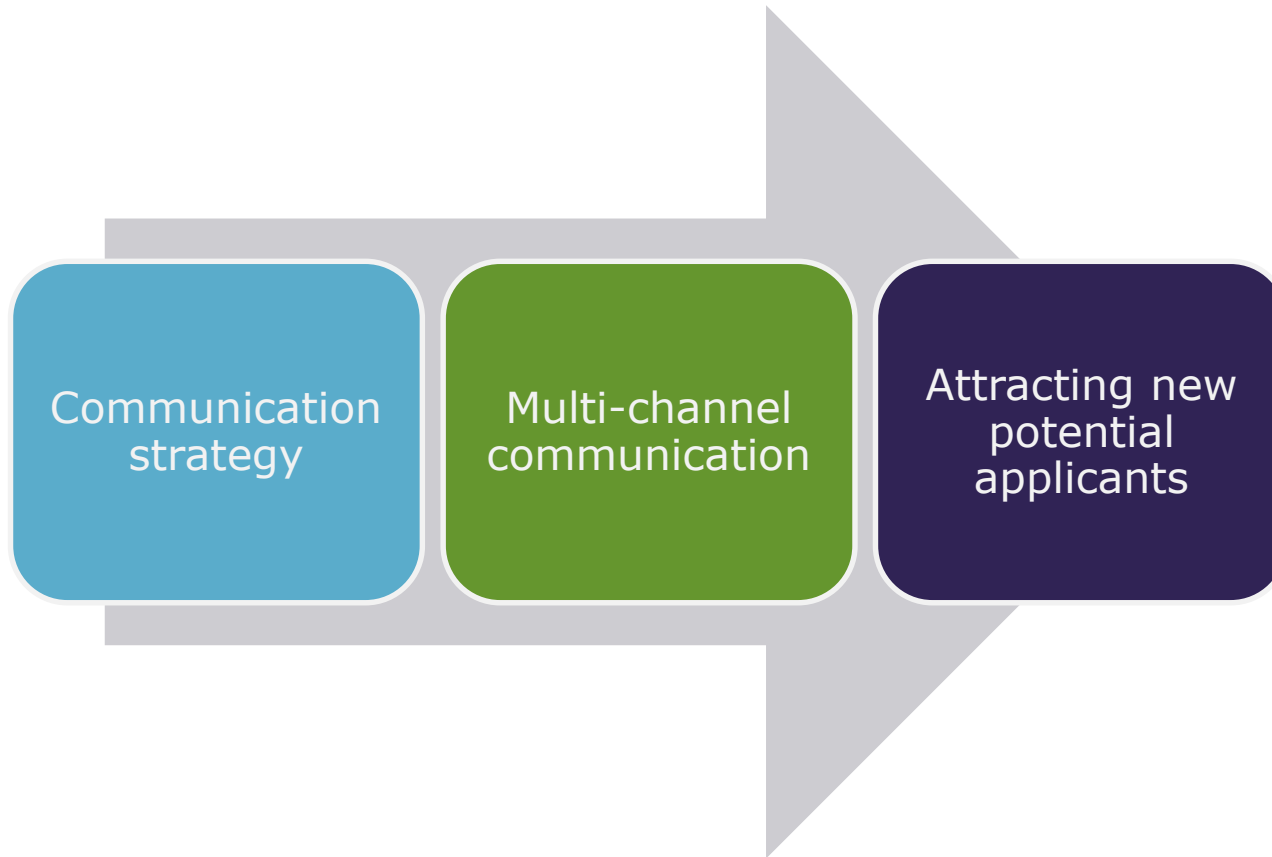 Communication
strategy
Multi-channel
communication
Attracting new
potential
applicants